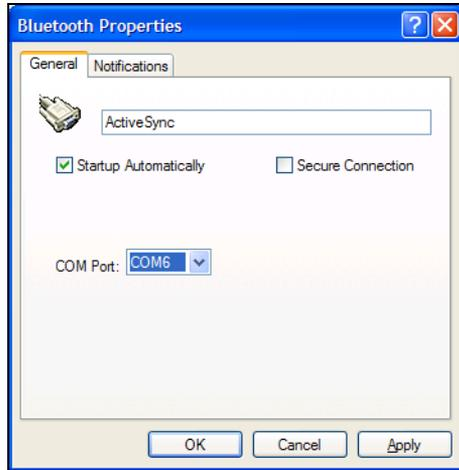 Bluetooth Properties
General Notifications
ActiveSync
Startup Automatically Secure Connection
COM Port: COM6
OK Cancel Apply